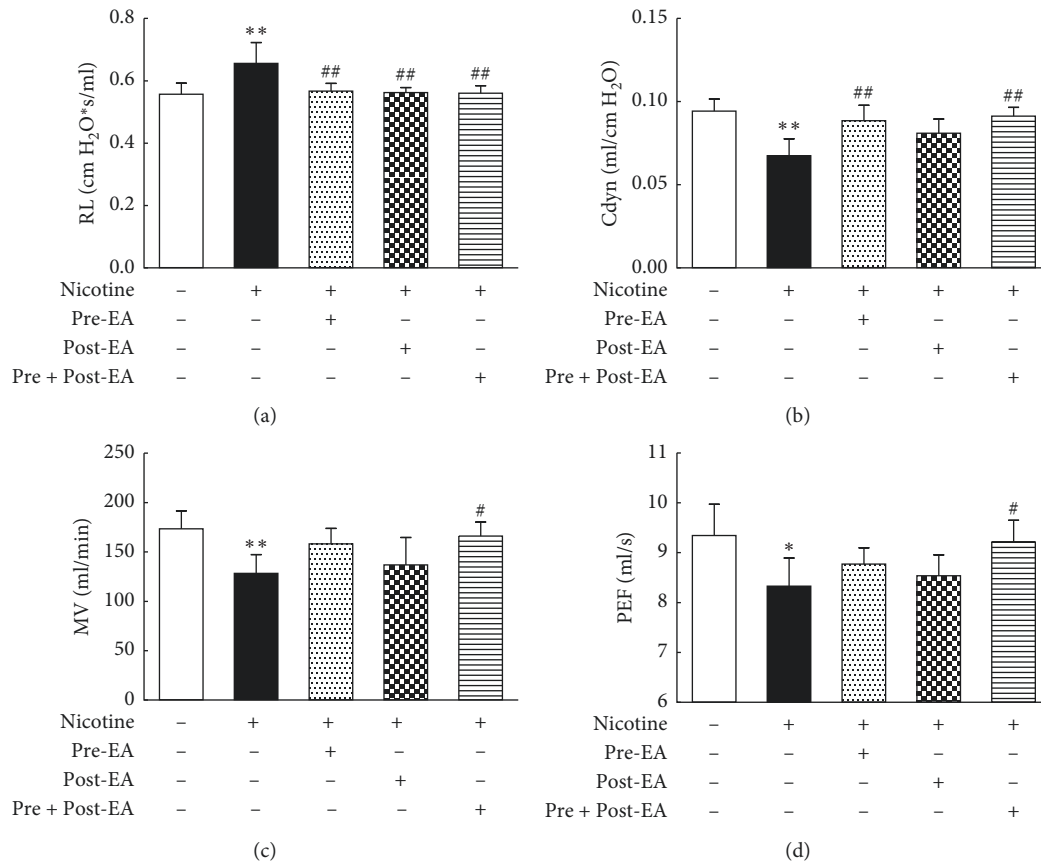 0.8
0.6
0.4
0.2
0.0
RL (cm H₂O*s/ml)
**
##
##
##
Nicotine – + + + +
Pre-EA – – + – –
Post-EA – – – + –
Pre + Post-EA – – – – +
(a)
0.15
0.10
0.05
0.00
Cdyn (ml/cm H₂O)
**
##
##
Nicotine – + + + +
Pre-EA – – + – –
Post-EA – – – + –
Pre + Post-EA – – – – +
(b)
250
200
150
100
50
0
MV (ml/min)
**
#
Nicotine – + + + +
Pre-EA – – + – –
Post-EA – – – + –
Pre + Post-EA – – – – +
(c)
11
10
9
8
7
6
PEF (ml/s)
*
#
Nicotine – + + + +
Pre-EA – – + – –
Post-EA – – – + –
Pre + Post-EA – – – – +
(d)